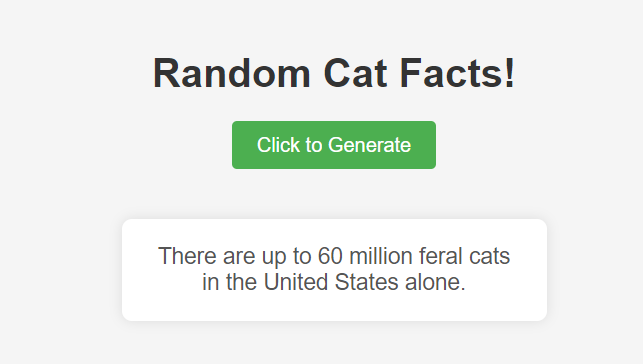 Random Cat Facts!
Click to Generate
There are up to 60 million feral cats
in the United States alone.